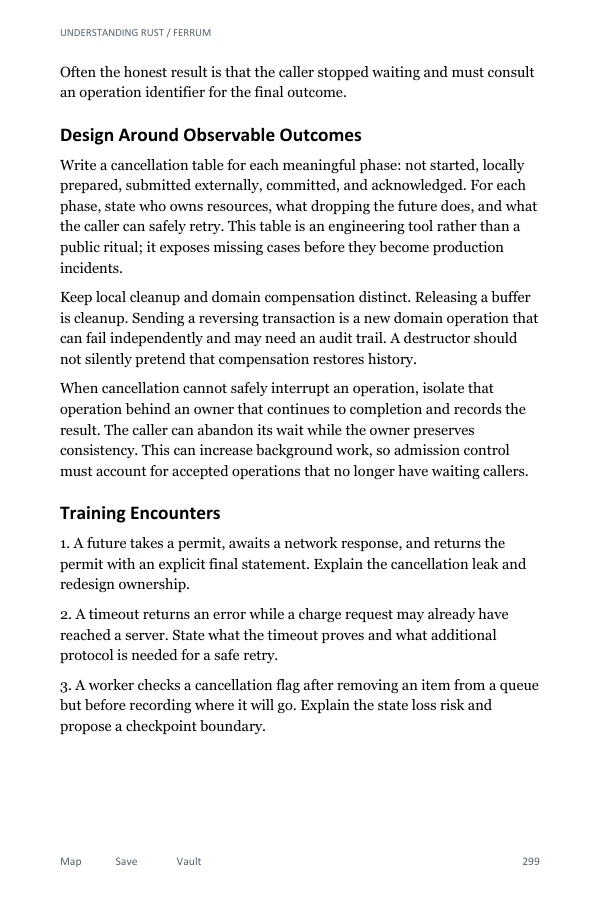 UNDERSTANDING RUST / FERRUM
Often the honest result is that the caller stopped waiting and must consult
an operation identifier for the final outcome.
Design Around Observable Outcomes
Write a cancellation table for each meaningful phase: not started, locally
prepared, submitted externally, committed, and acknowledged. For each
phase, state who owns resources, what dropping the future does, and what
the caller can safely retry. This table is an engineering tool rather than a
public ritual; it exposes missing cases before they become production
incidents.
Keep local cleanup and domain compensation distinct. Releasing a buffer
is cleanup. Sending a reversing transaction is a new domain operation that
can fail independently and may need an audit trail. A destructor should
not silently pretend that compensation restores history.
When cancellation cannot safely interrupt an operation, isolate that
operation behind an owner that continues to completion and records the
result. The caller can abandon its wait while the owner preserves
consistency. This can increase background work, so admission control
must account for accepted operations that no longer have waiting callers.
Training Encounters
1. A future takes a permit, awaits a network response, and returns the
permit with an explicit final statement. Explain the cancellation leak and
redesign ownership.
2. A timeout returns an error while a charge request may already have
reached a server. State what the timeout proves and what additional
protocol is needed for a safe retry.
3. A worker checks a cancellation flag after removing an item from a queue
but before recording where it will go. Explain the state loss risk and
propose a checkpoint boundary.
Map Save Vault 299